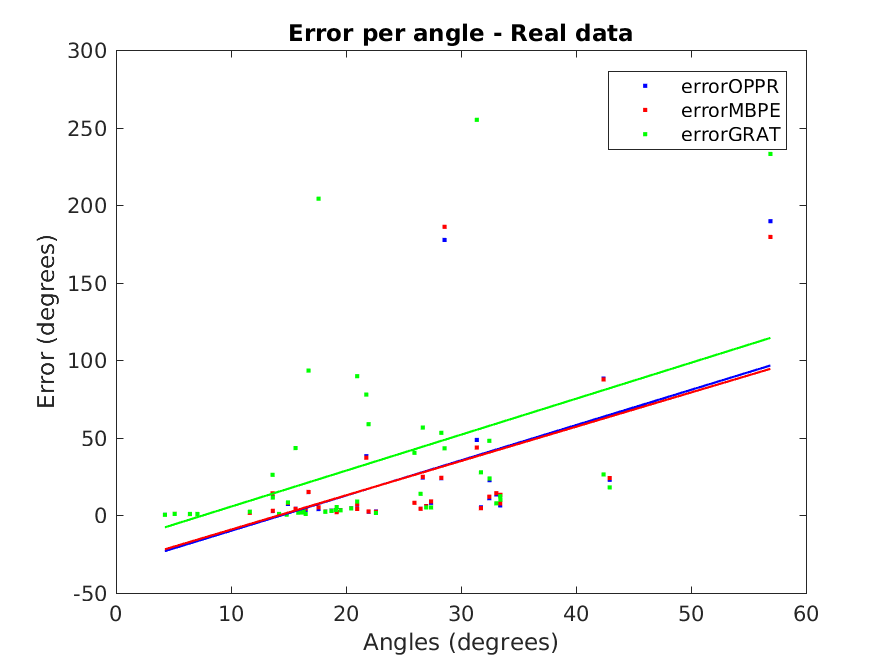 Error per angle - Real data
300
250
200
150
100
50
0
-50
Error (degrees)
errorOPPR
errorMBPE
errorGRAT
0 10 20 30 40 50 60
Angles (degrees)